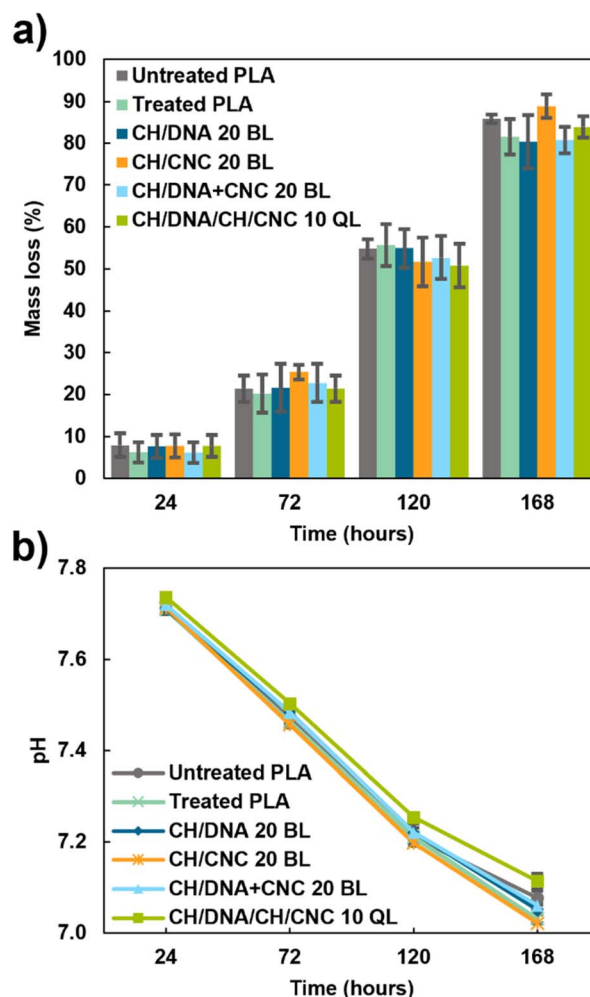 a)
100
90
80
70
60
50
40
30
20
10
0
Mass loss (%)
Untreated PLA
Treated PLA
CH/DNA 20 BL
CH/CNC 20 BL
CH/DNA+CNC 20 BL
CH/DNA/CH/CNC 10 QL
24 72 120 168
Time (hours)
b)
7.8
7.6
7.4
7.2
7.0
pH
Untreated PLA
Treated PLA
CH/DNA 20 BL
CH/CNC 20 BL
CH/DNA+CNC 20 BL
CH/DNA/CH/CNC 10 QL
24 72 120 168
Time (hours)